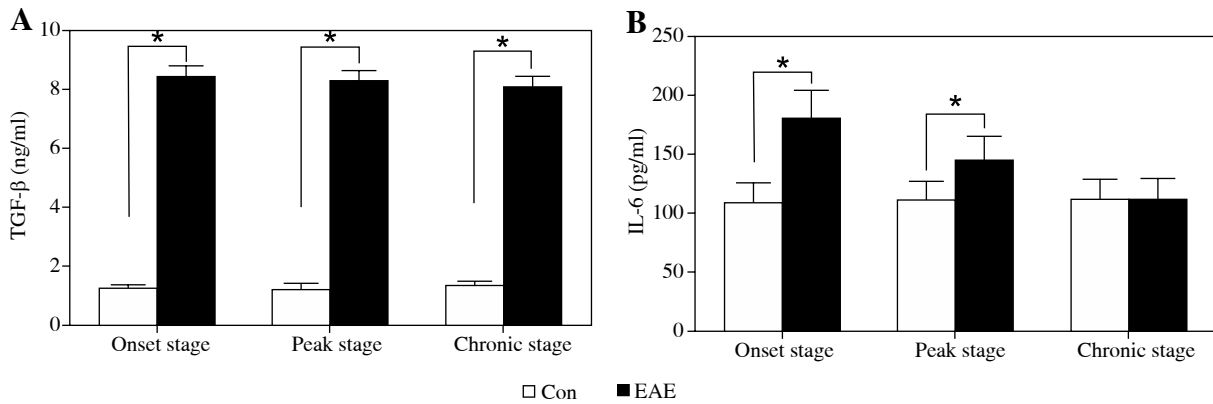 A
TGF-β (ng/ml)
10
8
6
4
2
0
*
*
*
Onset stage
Peak stage
Chronic stage
B
IL-6 (pg/ml)
250
200
150
100
50
0
*
*
Onset stage
Peak stage
Chronic stage
Con
EAE